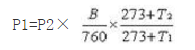 P1=P2× B/760 × 273+T₂/273+T₁